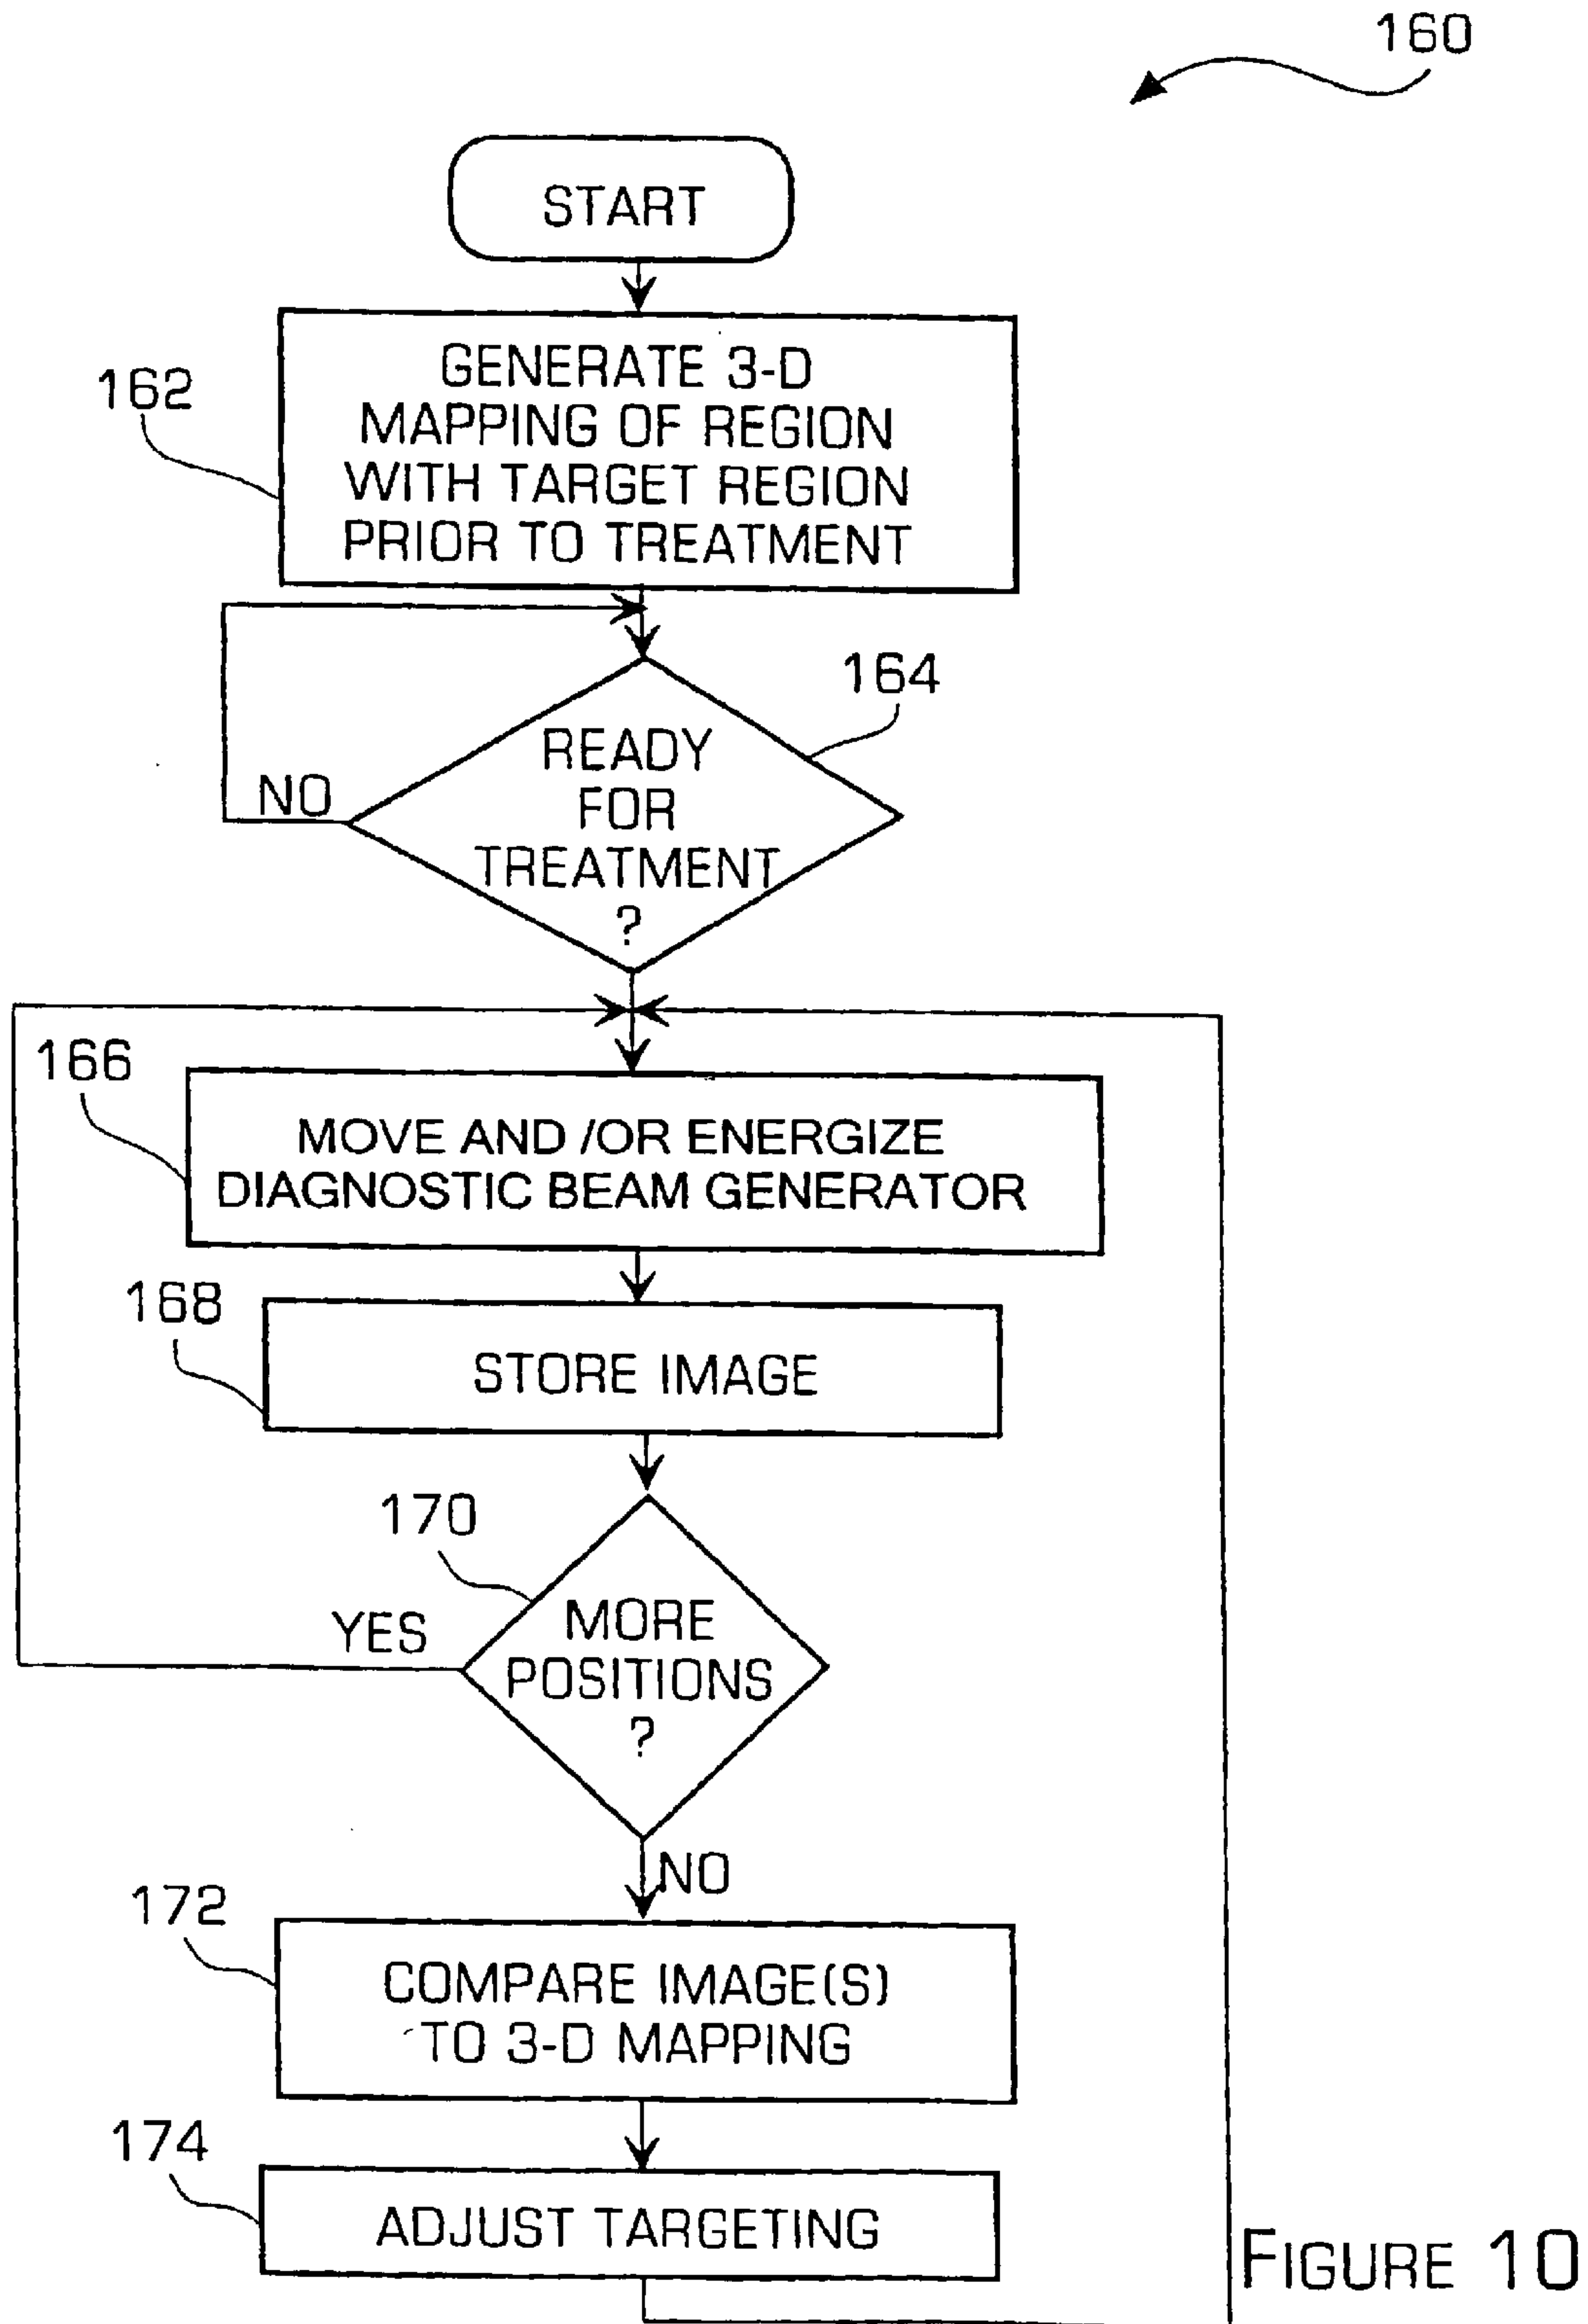 160
START
162
GENERATE 3-D
MAPPING OF REGION
WITH TARGET REGION
PRIOR TO TREATMENT
164
READY
FOR
TREATMENT
?
NO
166
MOVE AND /OR ENERGIZE
DIAGNOSTIC BEAM GENERATOR
168
STORE IMAGE
170
YES
MORE
POSITIONS
?
NO
172
COMPARE IMAGE(S)
TO 3-D MAPPING
174
ADJUST TARGETING
FIGURE 10